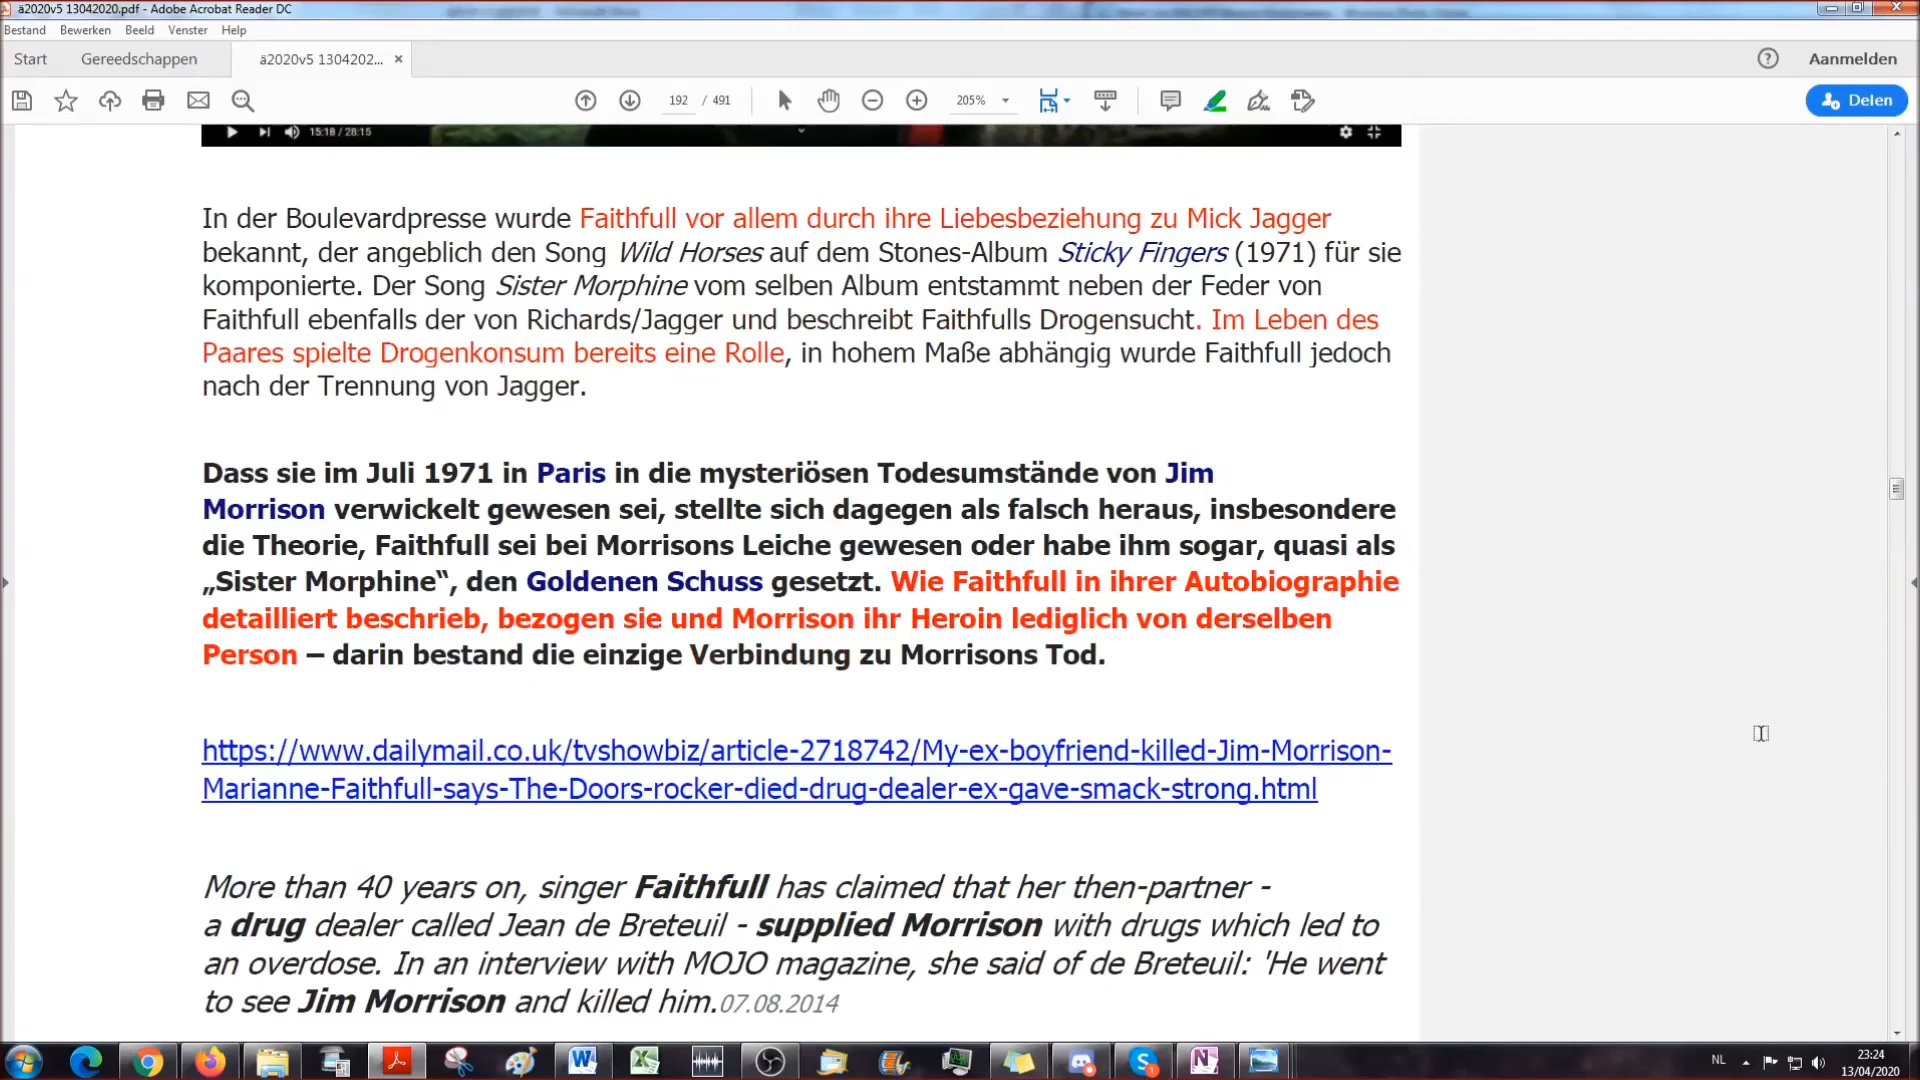 ä2020v5 13042020.pdf - Adobe Acrobat Reader DC
Bestand Bewerken Beeld Venster Help
Start Gereedschappen ä2020v5 1304202... × Aanmelden
192 / 491 205% Delen
15:18 / 28:15
In der Boulevardpresse wurde Faithfull vor allem durch ihre Liebesbeziehung zu Mick Jagger
bekannt, der angeblich den Song Wild Horses auf dem Stones-Album Sticky Fingers (1971) für sie
komponierte. Der Song Sister Morphine vom selben Album entstammt neben der Feder von
Faithfull ebenfalls der von Richards/Jagger und beschreibt Faithfulls Drogensucht. Im Leben des
Paares spielte Drogenkonsum bereits eine Rolle, in hohem Maße abhängig wurde Faithfull jedoch
nach der Trennung von Jagger.
Dass sie im Juli 1971 in Paris in die mysteriösen Todesumstände von Jim
Morrison verwickelt gewesen sei, stellte sich dagegen als falsch heraus, insbesondere
die Theorie, Faithfull sei bei Morrisons Leiche gewesen oder habe ihm sogar, quasi als
„Sister Morphine“, den Goldenen Schuss gesetzt. Wie Faithfull in ihrer Autobiographie
detailliert beschrieb, bezogen sie und Morrison ihr Heroin lediglich von derselben
Person – darin bestand die einzige Verbindung zu Morrisons Tod.
https://www.dailymail.co.uk/tvshowbiz/article-2718742/My-ex-boyfriend-killed-Jim-Morrison-
Marianne-Faithfull-says-The-Doors-rocker-died-drug-dealer-ex-gave-smack-strong.html
More than 40 years on, singer Faithfull has claimed that her then-partner -
a drug dealer called Jean de Breteuil - supplied Morrison with drugs which led to
an overdose. In an interview with MOJO magazine, she said of de Breteuil: 'He went
to see Jim Morrison and killed him.07.08.2014
NL 23:24
13/04/2020